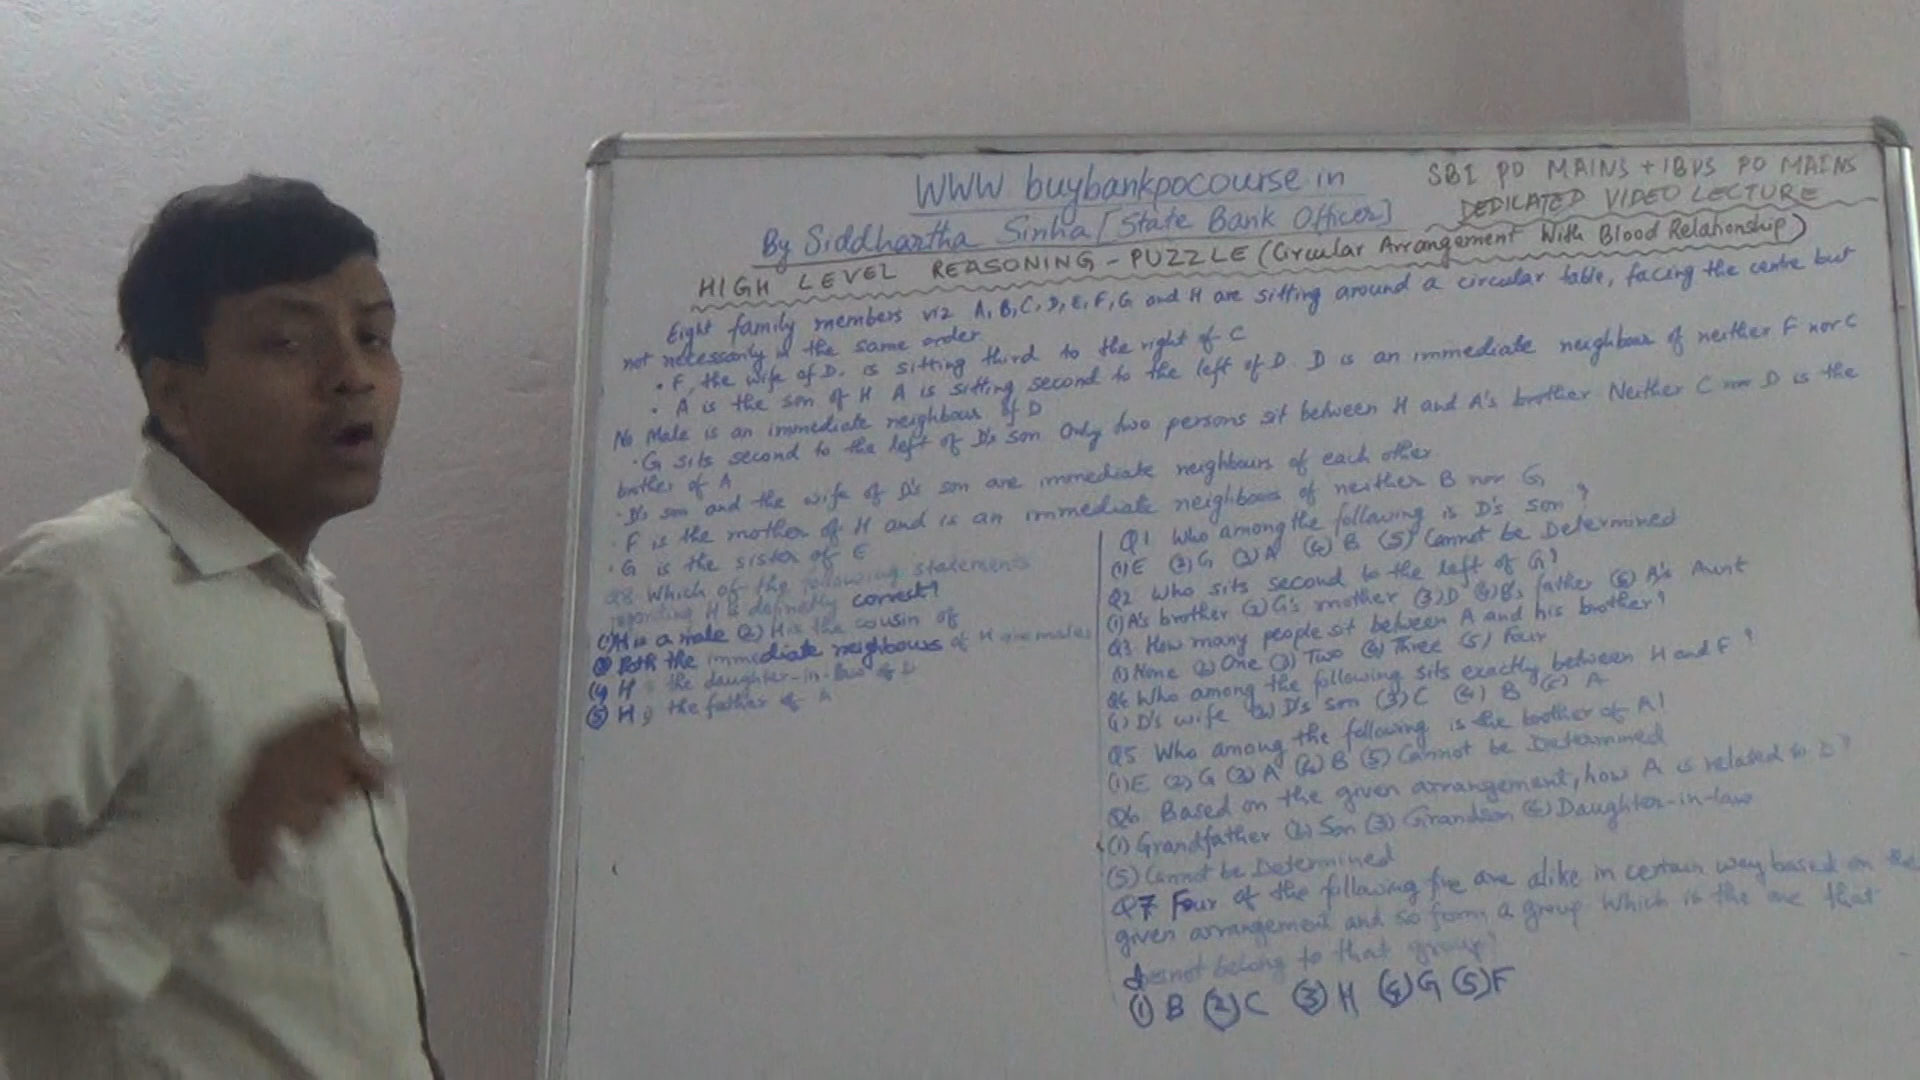 WWW buybankpocourse in
SBI PO MAINS + IBPS PO MAINS
DEDICATED VIDEO LECTURE
By Siddhartha Sinha [State Bank Officer]
HIGH LEVEL REASONING - PUZZLE (Circular Arrangement With Blood Relationship)
Eight family members viz A, B, C, D, E, F, G and H are sitting around a circular table, facing the centre but
not necessarily in the same order
• F, the wife of D. is sitting third to the right of C
• A is the son of H A is sitting second to the left of D. D is an immediate neighbour of neither F nor C
No Male is an immediate neighbour of D
• G sits second to the left of D's son Only two persons sit between H and A's brother Neither C nor D is the
brother of A
• D's son and the wife of D's son are immediate neighbours of each other
• F is the mother of H and is an immediate neighbour of neither B nor G
• G is the sister of E
Q8 Which of the following statements
regarding H is definetly correct?
(1) H is a male (2) H is the cousin of
(3) Both the immediate neighbours of H are males
(4) H is the daughter-in-law of D
(5) H is the father of A
Q1 Who among the following is D's son ?
(1) E (2) G (3) A (4) B (5) Cannot be Determined
Q2 Who sits second to the left of G?
(1) A's brother (2) G's mother (3) D (4) B's father (5) A's Aunt
Q3 How many people sit between A and his brother?
(1) None (2) One (3) Two (4) Three (5) Four
Q4 Who among the following sits exactly between H and F ?
(1) D's wife (2) D's son (3) C (4) B (5) A
Q5 Who among the following is the brother of A?
(1) E (2) G (3) A (4) B (5) Cannot be Determined
Q6 Based on the given arrangement, how A is related to D?
(1) Grandfather (2) Son (3) Grandson (4) Daughter-in-law
(5) Cannot be Determined
Q7 Four of the following five are alike in certain way based on the
given arrangement and so form a group Which is the one that
does not belong to that group?
(1) B (2) C (3) H (4) G (5) F